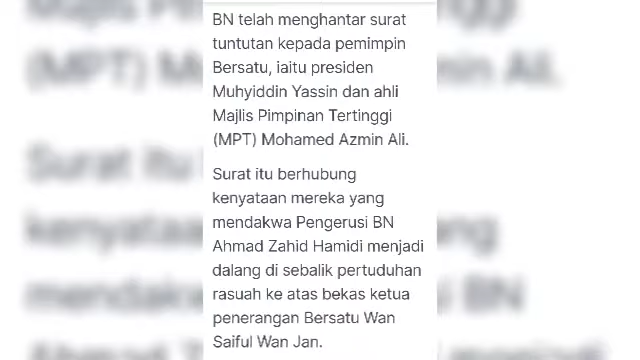 BN telah menghantar surat
tuntutan kepada pemimpin
Bersatu, iaitu presiden
Muhyiddin Yassin dan ahli
Majlis Pimpinan Tertinggi
(MPT) Mohamed Azmin Ali.
Surat itu berhubung
kenyataan mereka yang
mendakwa Pengerusi BN
Ahmad Zahid Hamidi menjadi
dalang di sebalik pertuduhan
rasuah ke atas bekas ketua
penerangan Bersatu Wan
Saiful Wan Jan.